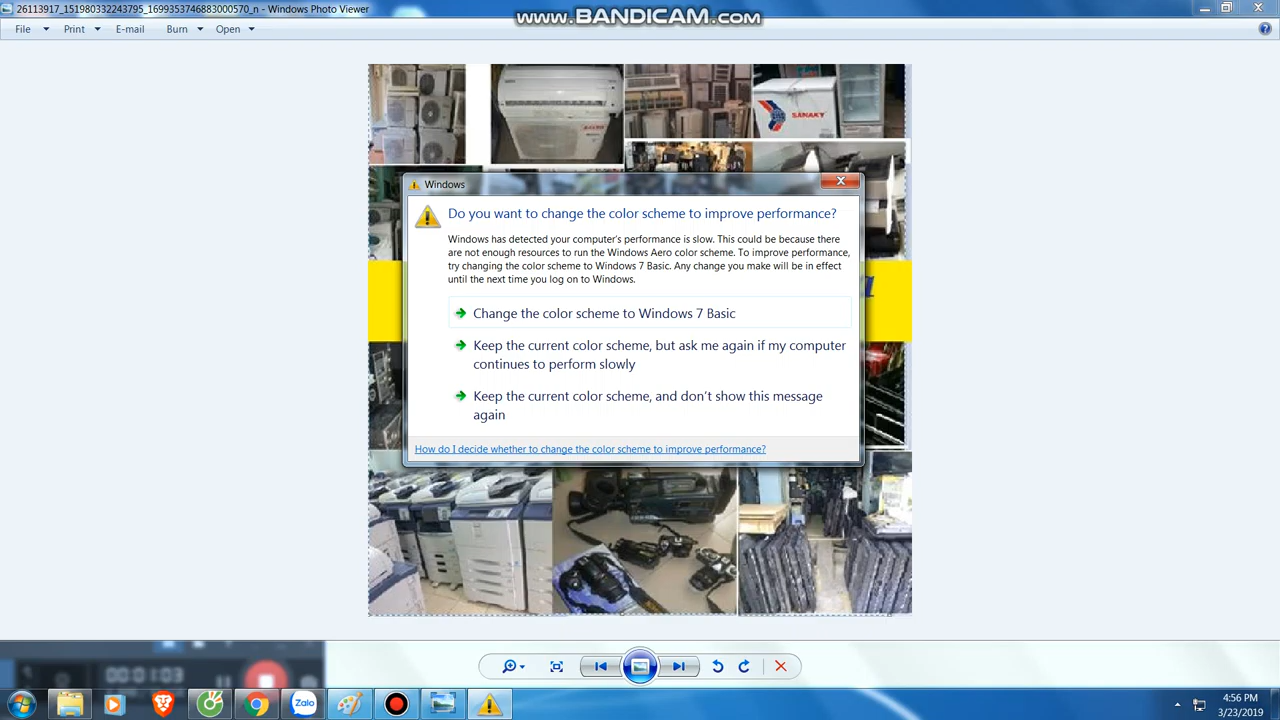 26113917_151980332243795_1699353746883000570_n - Windows Photo Viewer
www.BANDICAM.com
File Print E-mail Burn Open
SANAKY
Windows
Do you want to change the color scheme to improve performance?
Windows has detected your computer's performance is slow. This could be because there
are not enough resources to run the Windows Aero color scheme. To improve performance,
try changing the color scheme to Windows 7 Basic. Any change you make will be in effect
until the next time you log on to Windows.
Change the color scheme to Windows 7 Basic
Keep the current color scheme, but ask me again if my computer
continues to perform slowly
Keep the current color scheme, and don't show this message
again
How do I decide whether to change the color scheme to improve performance?
00:01:03
Zalo
4:56 PM
3/23/2019